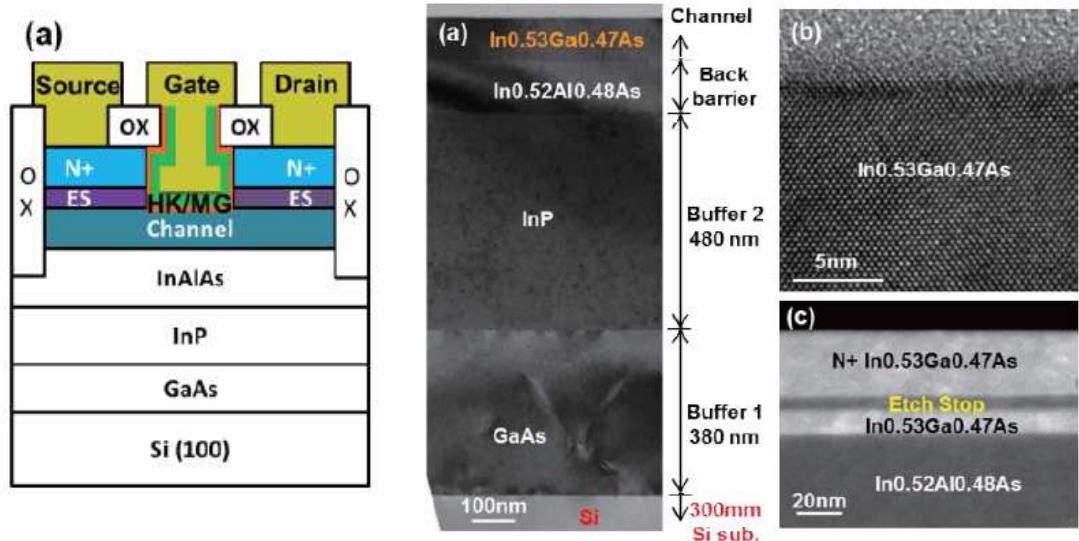 (a)
Source
Gate
Drain
OX
OX
O
X
N+
N+
O
X
ES
HK/MG
ES
Channel
InAlAs
InP
GaAs
Si (100)
(a)
In0.53Ga0.47As
In0.52Al0.48As
InP
GaAs
100nm
Si
Channel
Back
barrier
Buffer 2
480 nm
Buffer 1
380 nm
300mm
Si sub.
(b)
In0.53Ga0.47As
5nm
(c)
N+ In0.53Ga0.47As
Etch Stop
In0.53Ga0.47As
In0.52Al0.48As
20nm